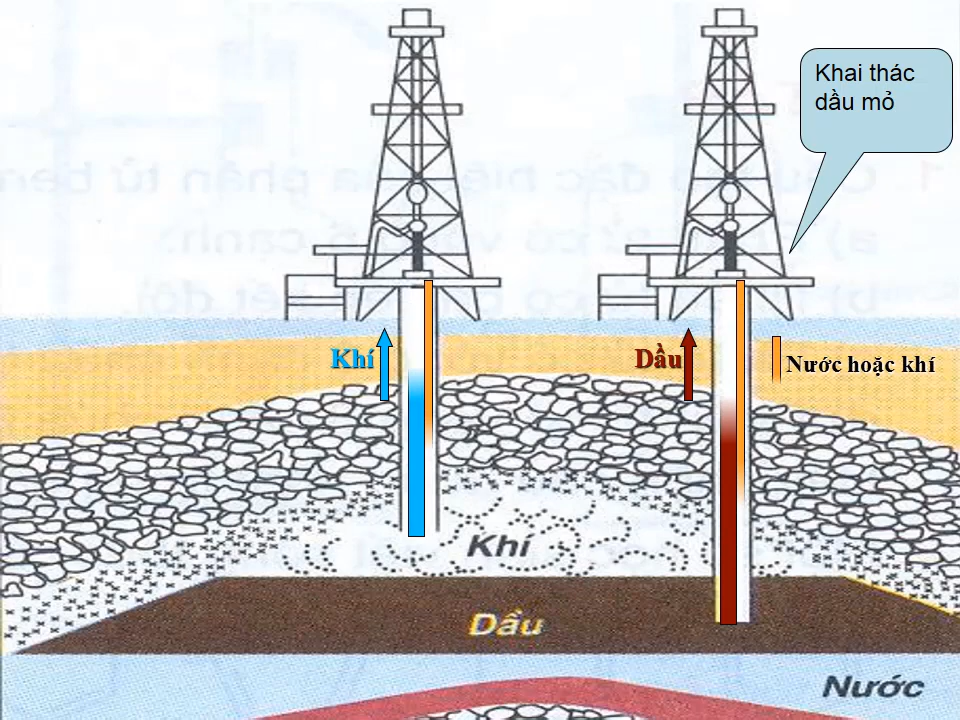 Khai thác
dầu mỏ
Khí
Dầu
Nước hoặc khí
Khí
Dầu
Nước